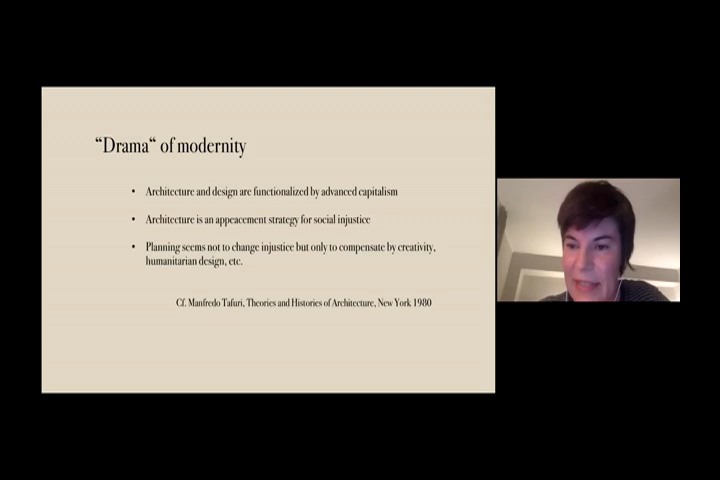 “Drama“ of modernity
• Architecture and design are functionalized by advanced capitalism
• Architecture is an appeacement strategy for social injustice
• Planning seems not to change injustice but only to compensate by creativity,
humanitarian design, etc.
Cf. Manfredo Tafuri, Theories and Histories of Architecture, New York 1980